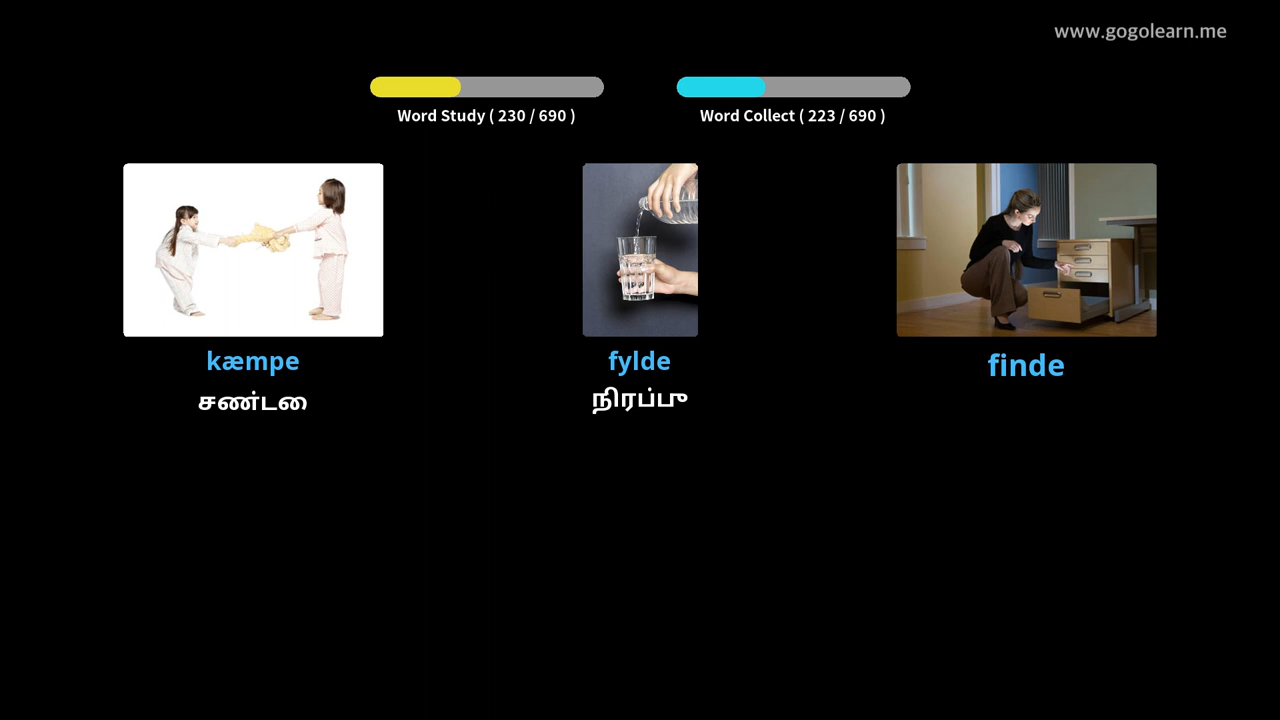 www.gogolearn.me
Word Study ( 230 / 690 )
Word Collect ( 223 / 690 )
kæmpe
சண்டை
fylde
நிரப்பு
finde